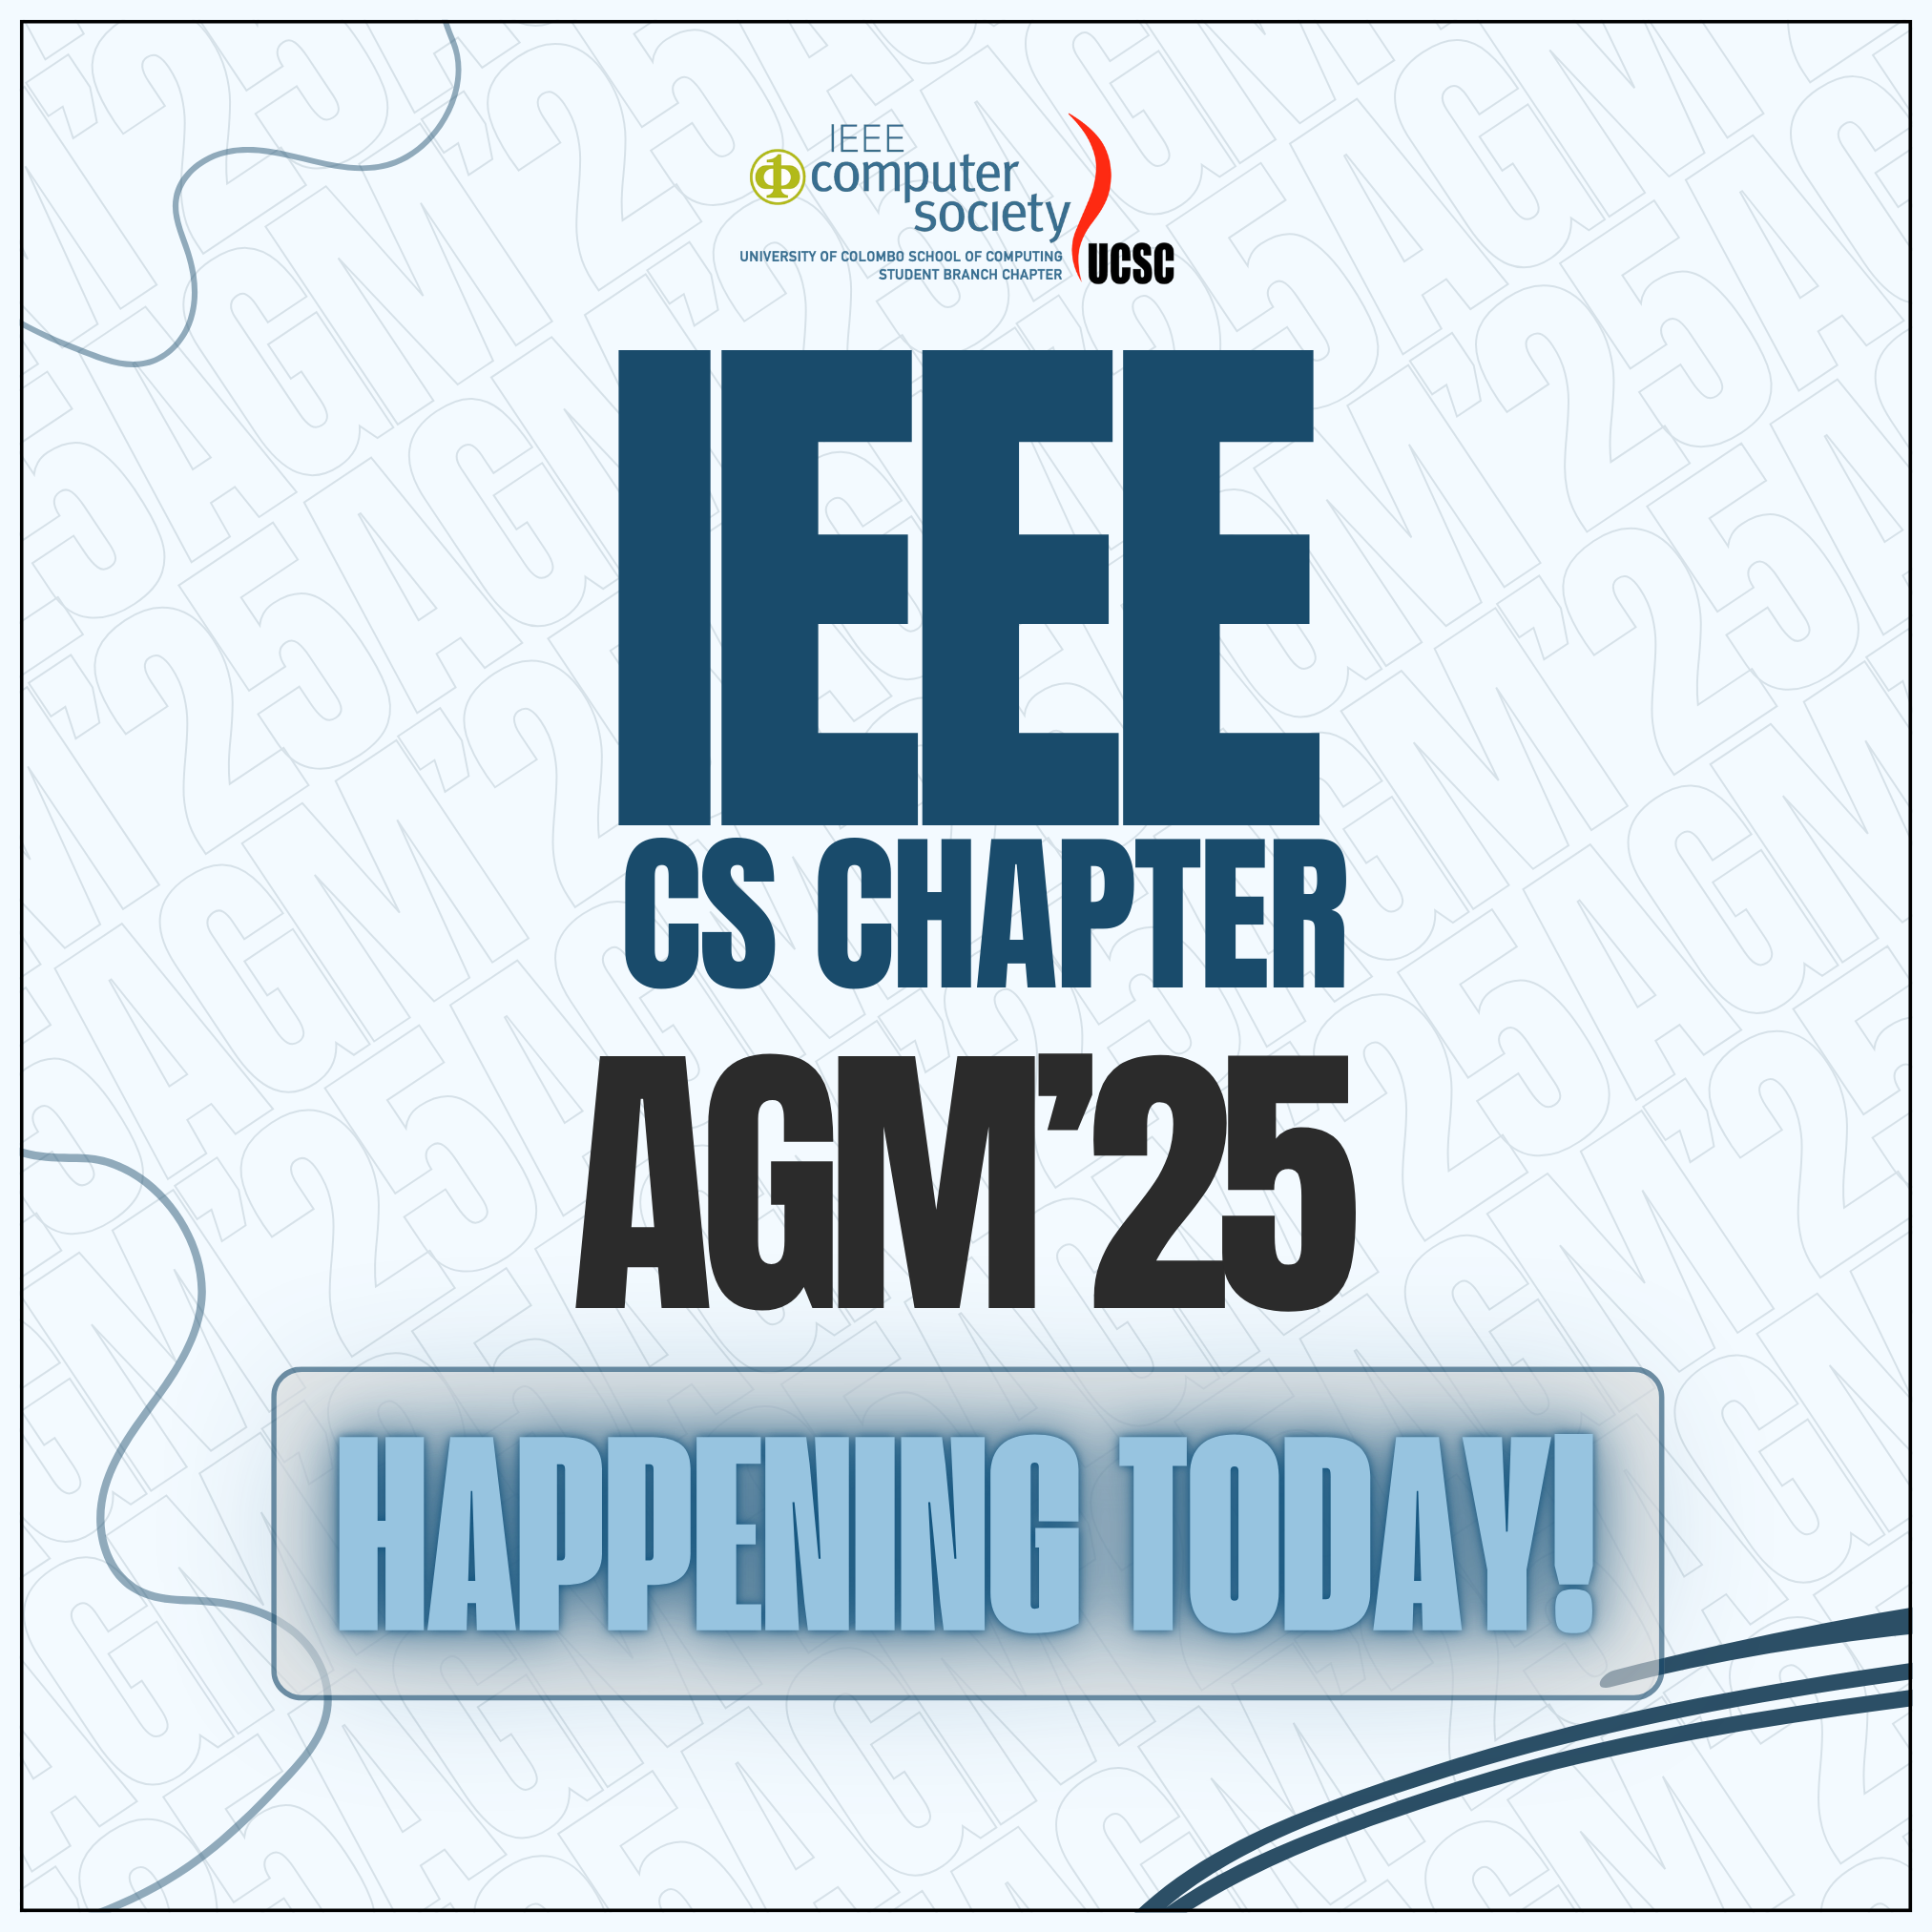 IEEE
computer
society
UNIVERSITY OF COLOMBO SCHOOL OF COMPUTING
STUDENT BRANCH CHAPTER
UCSC
IEEE
CS CHAPTER
AGM’25
HAPPENING TODAY!